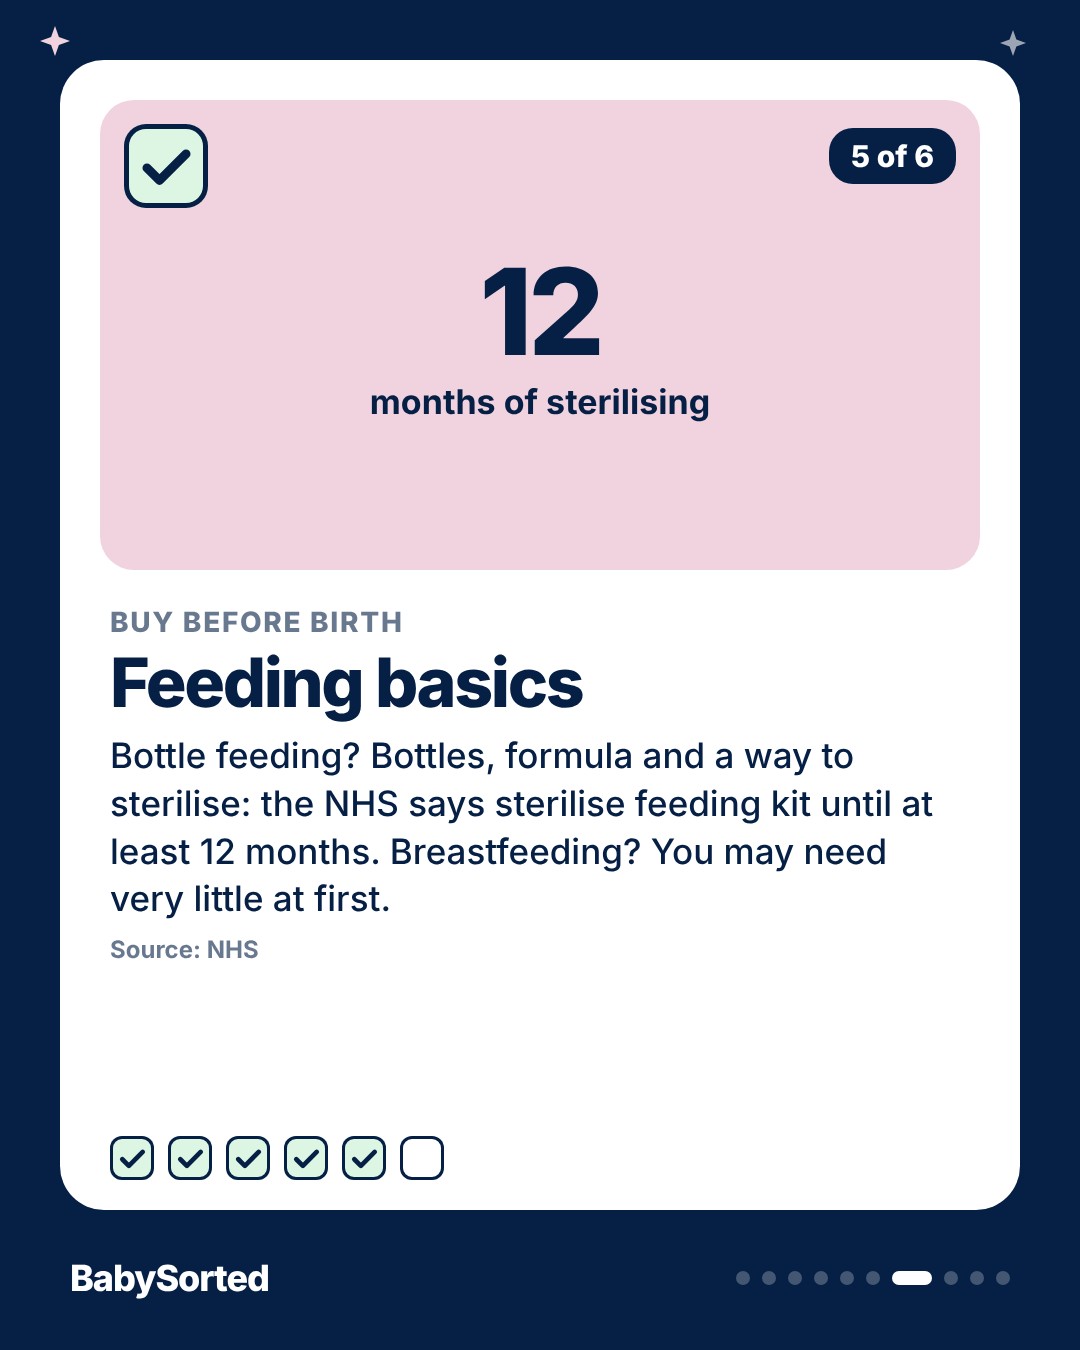 5 of 6
12
months of sterilising
BUY BEFORE BIRTH
Feeding basics
Bottle feeding? Bottles, formula and a way to
sterilise: the NHS says sterilise feeding kit until at
least 12 months. Breastfeeding? You may need
very little at first.
Source: NHS
BabySorted